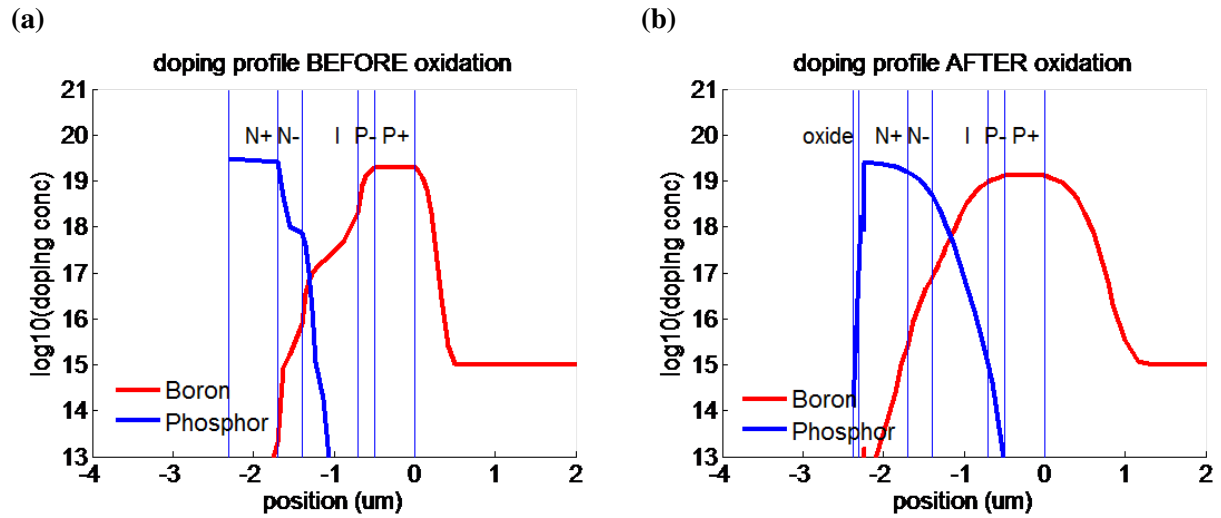 (a)
doping profile BEFORE oxidation
log10(doping conc)
21
20
19
18
17
16
15
14
13
N+ N- I P- P+
Boron
Phosphor
-4 -3 -2 -1 0 1 2
position (um)
(b)
doping profile AFTER oxidation
log10(doping conc)
21
20
19
18
17
16
15
14
13
oxide N+ N- I P- P+
Boron
Phosphor
-4 -3 -2 -1 0 1 2
position (um)